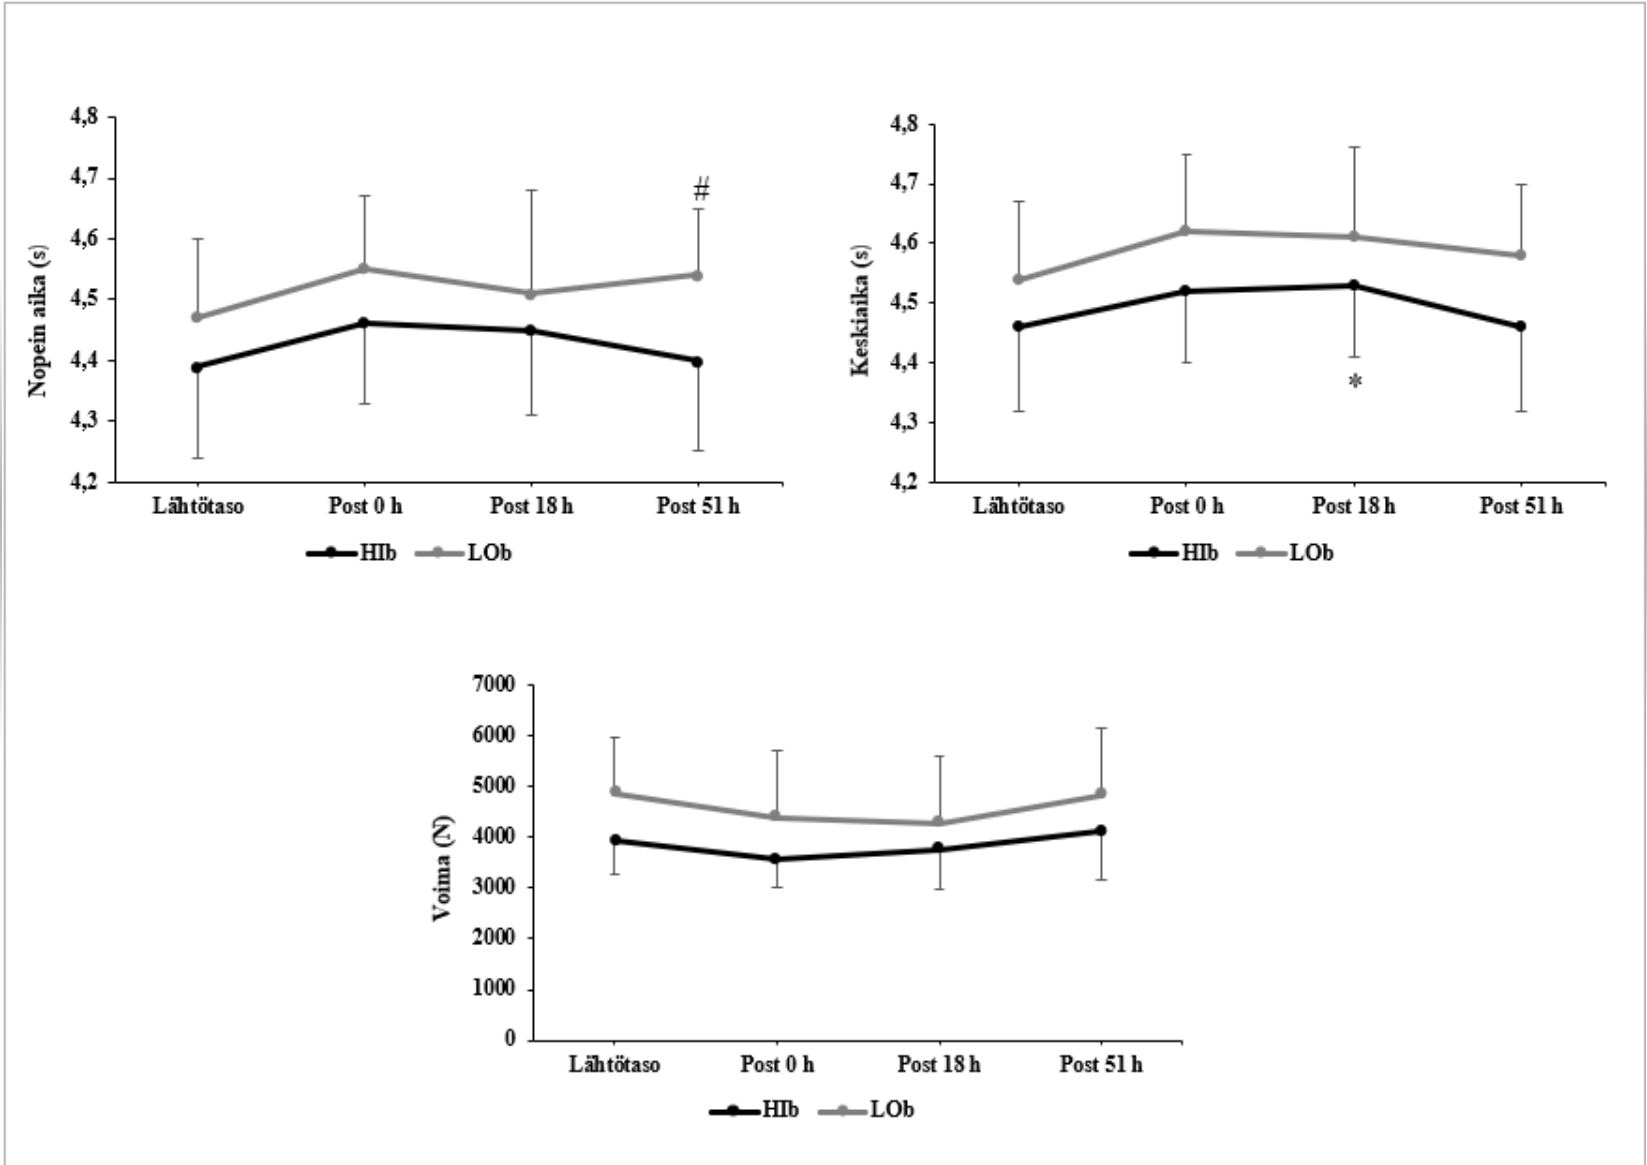 Nopein aika (s)
4,8
4,7
4,6
4,5
4,4
4,3
4,2
#
Lähtötaso Post 0 h Post 18 h Post 51 h
HIb LOb
Keskiaika (s)
4,8
4,7
4,6
4,5
4,4
4,3
4,2
*
Lähtötaso Post 0 h Post 18 h Post 51 h
HIb LOb
Voima (N)
7000
6000
5000
4000
3000
2000
1000
0
Lähtötaso Post 0 h Post 18 h Post 51 h
HIb LOb